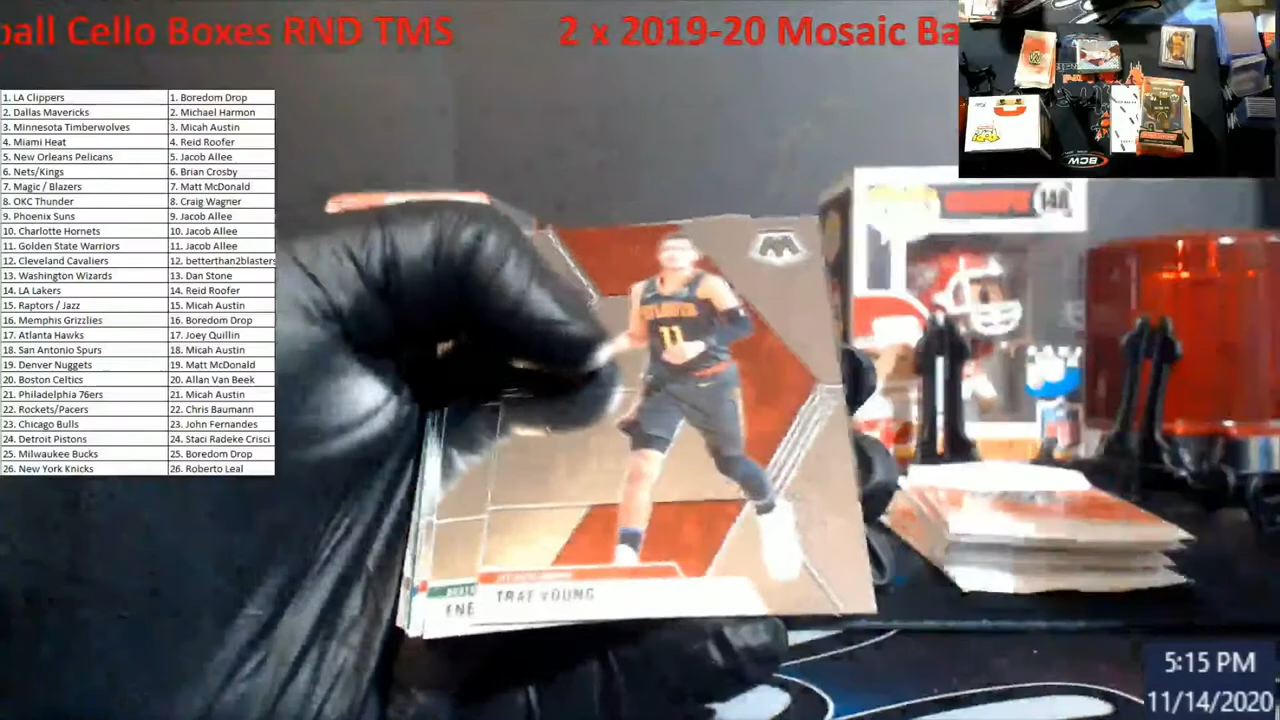 ball Cello Boxes RND TMS 2 x 2019-20 Mosaic Ba
1. LA Clippers 1. Boredom Drop
2. Dallas Mavericks 2. Michael Harmon
3. Minnesota Timberwolves 3. Micah Austin
4. Miami Heat 4. Reid Roofer
5. New Orleans Pelicans 5. Jacob Allee
6. Nets/Kings 6. Brian Crosby
7. Magic / Blazers 7. Matt McDonald
8. OKC Thunder 8. Craig Wagner
9. Phoenix Suns 9. Jacob Allee
10. Charlotte Hornets 10. Jacob Allee
11. Golden State Warriors 11. Jacob Allee
12. Cleveland Cavaliers 12. betterthan2blasters
13. Washington Wizards 13. Dan Stone
14. LA Lakers 14. Reid Roofer
15. Raptors / Jazz 15. Micah Austin
16. Memphis Grizzlies 16. Boredom Drop
17. Atlanta Hawks 17. Joey Quillin
18. San Antonio Spurs 18. Micah Austin
19. Denver Nuggets 19. Matt McDonald
20. Boston Celtics 20. Allan Van Beek
21. Philadelphia 76ers 21. Micah Austin
22. Rockets/Pacers 22. Chris Baumann
23. Chicago Bulls 23. John Fernandes
24. Detroit Pistons 24. Staci Radeke Crisci
25. Milwaukee Bucks 25. Boredom Drop
26. New York Knicks 26. Roberto Leal
BCW
148
ATLANTA
11
ENE
TRAE YOUNG
5:15 PM
11/14/2020